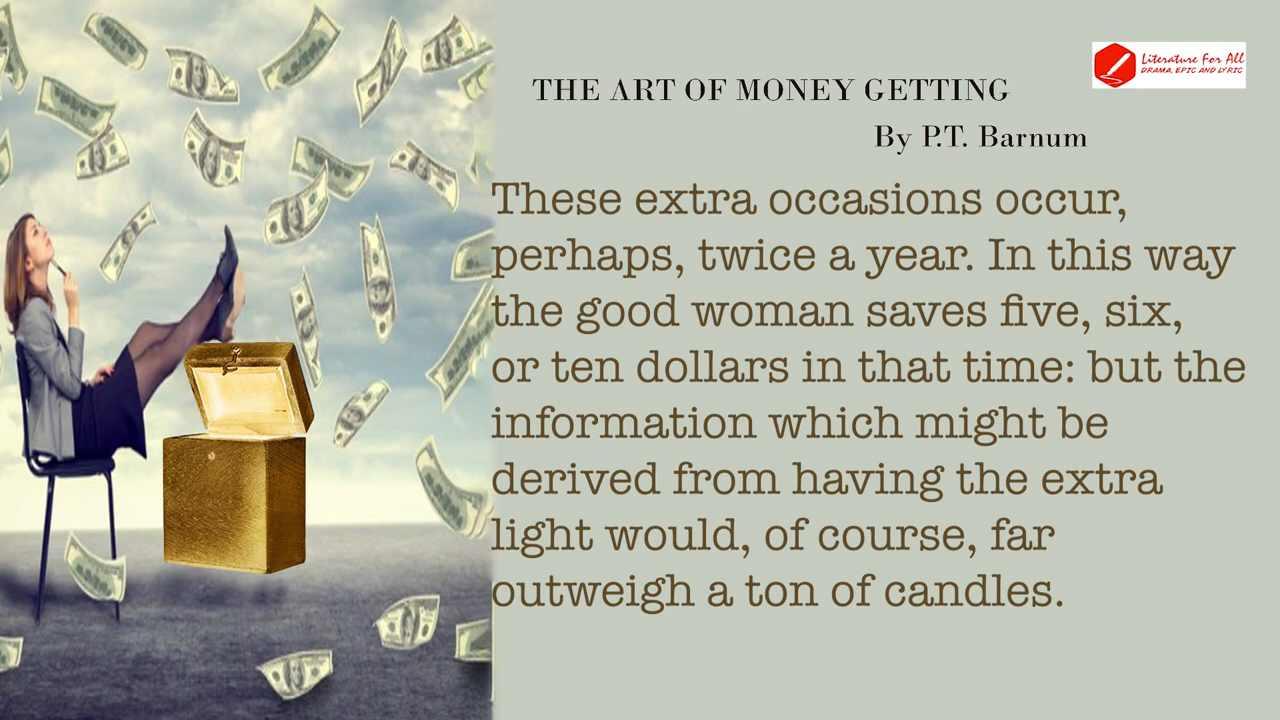 Literature For All
DRAMA, EPIC AND LYRIC
THE ART OF MONEY GETTING
By P.T. Barnum
These extra occasions occur,
perhaps, twice a year. In this way
the good woman saves five, six,
or ten dollars in that time: but the
information which might be
derived from having the extra
light would, of course, far
outweigh a ton of candles.